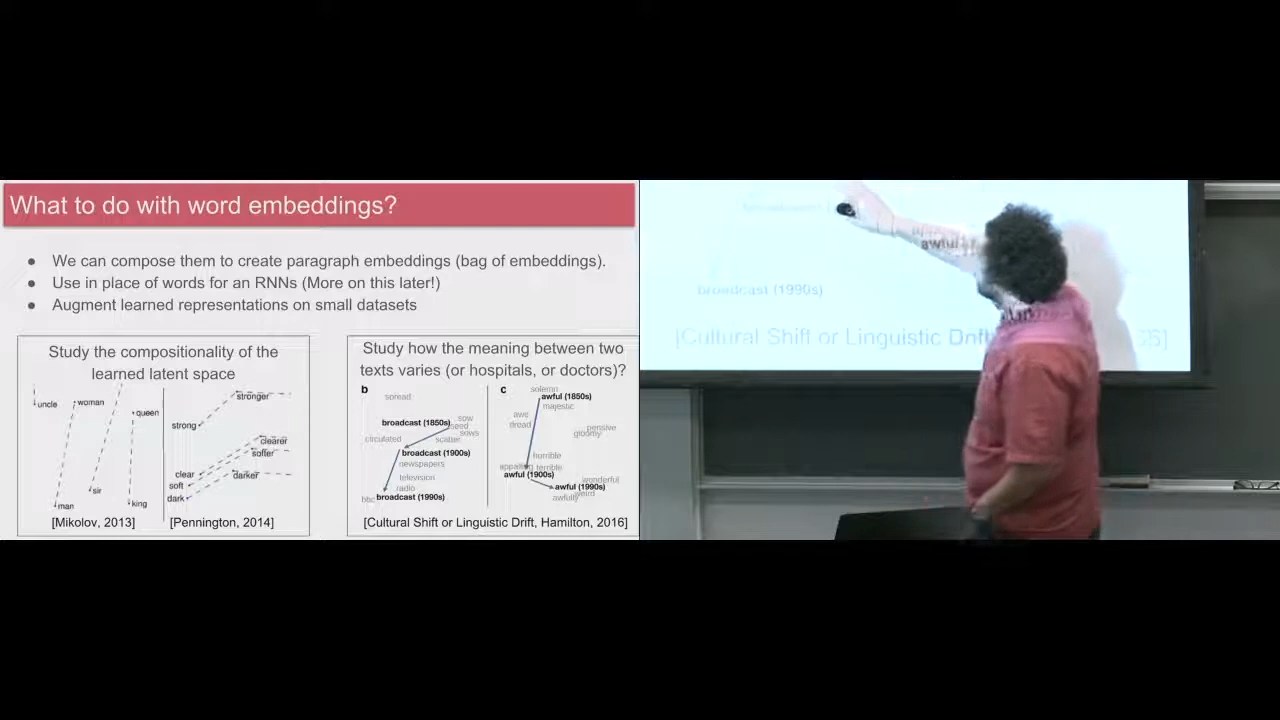 What to do with word embeddings?
● We can compose them to create paragraph embeddings (bag of embeddings).
● Use in place of words for an RNNs (More on this later!)
● Augment learned representations on small datasets
Study the compositionality of the
learned latent space
uncle
woman
queen
man
sir
king
strong
stronger
clearer
softer
clear
soft
darker
dark
[Mikolov, 2013]
[Pennington, 2014]
Study how the meaning between two
texts varies (or hospitals, or doctors)?
b
spread
broadcast (1850s)
sow
seed
sows
circulated
scatter
broadcast (1900s)
newspapers
television
radio
bbc
broadcast (1990s)
c
solemn
awful (1850s)
majestic
awe
dread
pensive
gloomy
horrible
appalling
terrible
awful (1900s)
wonderful
awful (1990s)
weird
awfully
[Cultural Shift or Linguistic Drift, Hamilton, 2016]
awful
broadcast (1990s)
[Cultural Shift or Linguistic Drift